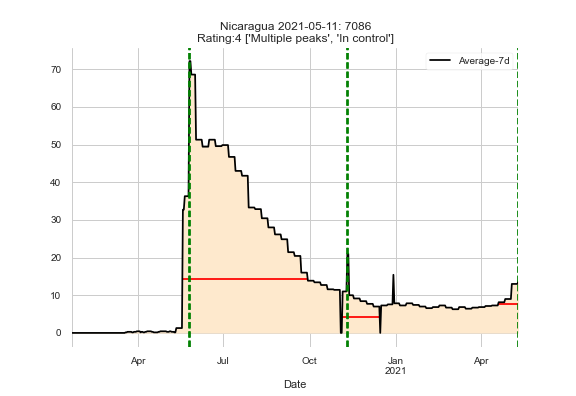 Nicaragua 2021-05-11: 7086
Rating:4 ['Multiple peaks', 'In control']
Average-7d
70
60
50
40
30
20
10
0
Apr
Jul
Oct
Jan
2021
Apr
Date